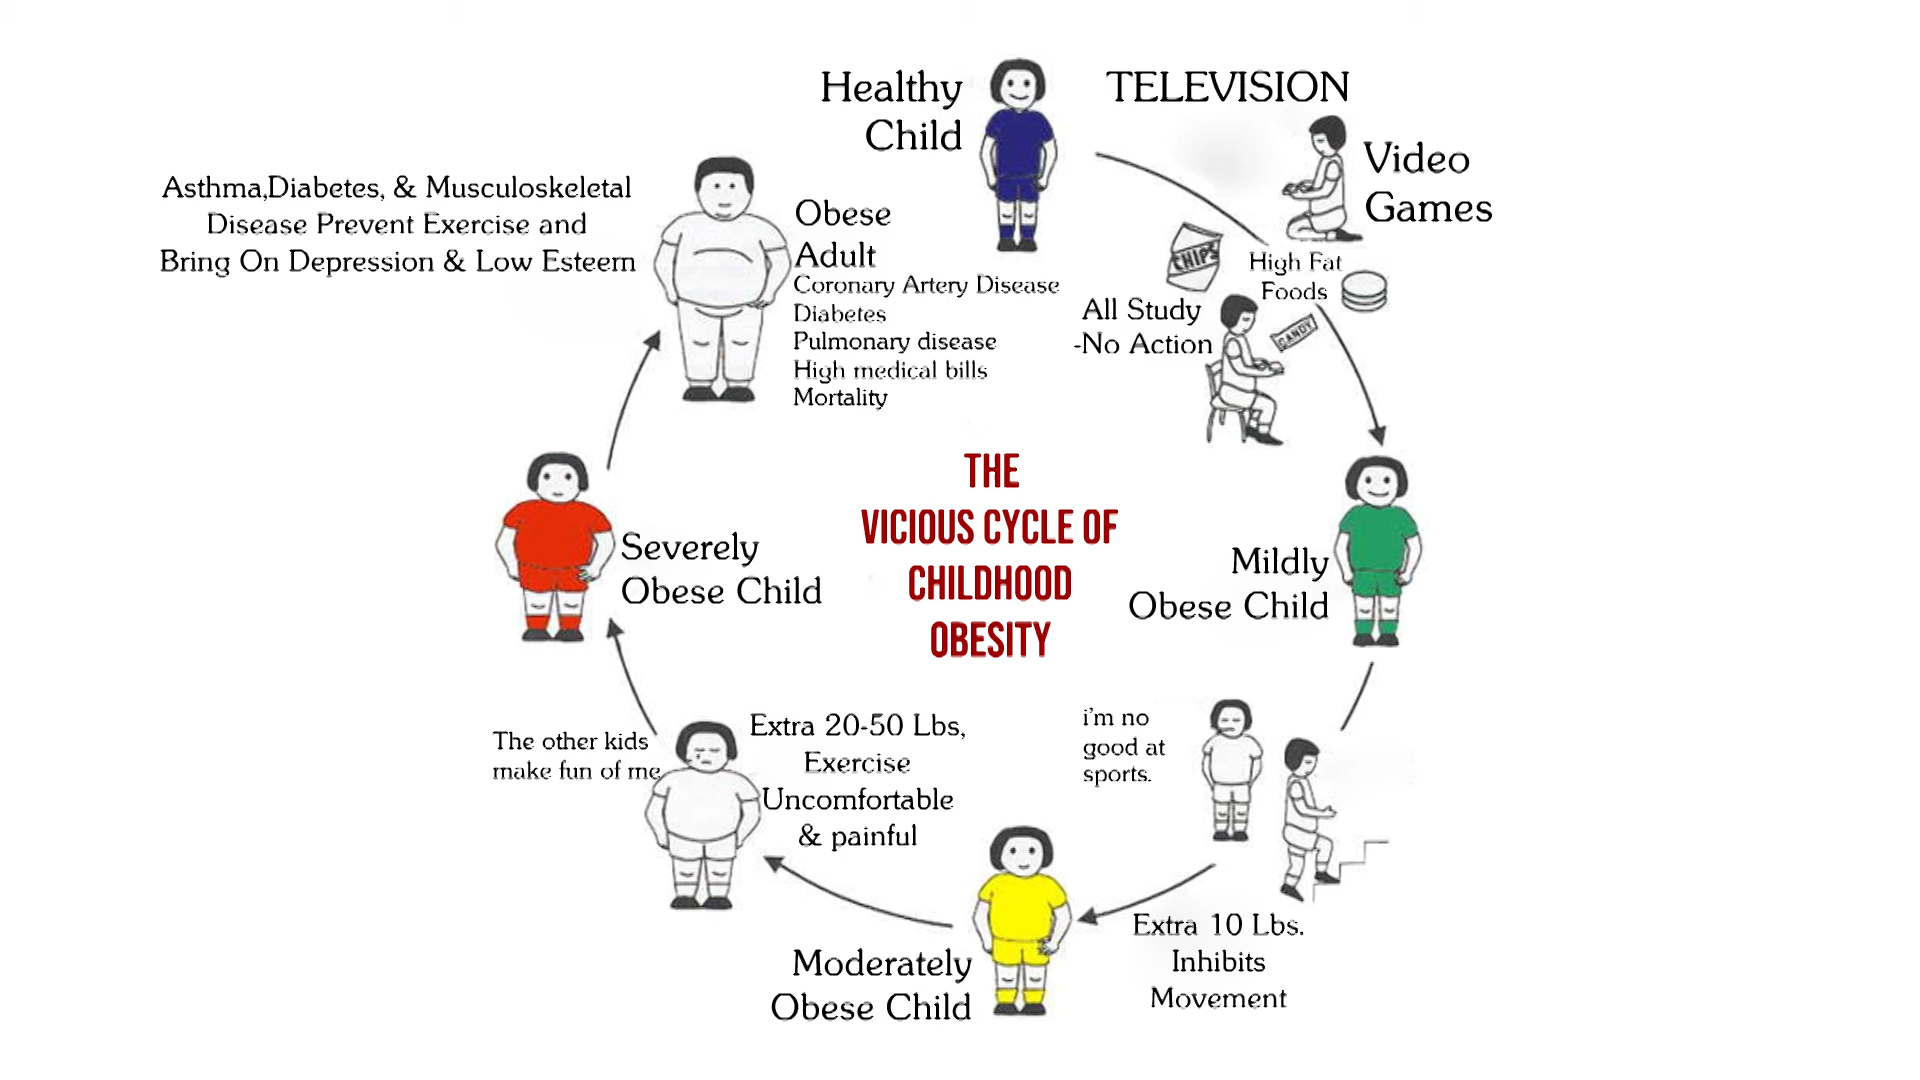 Healthy
Child
TELEVISION
Video
Games
CHIPS
High Fat
Foods
All Study
-No Action
CANDY
Mildly
Obese Child
i'm no
good at
sports.
Extra 10 Lbs.
Inhibits
Movement
Moderately
Obese Child
Extra 20-50 Lbs,
Exercise
Uncomfortable
& painful
The other kids
make fun of me
Severely
Obese Child
Asthma,Diabetes, & Musculoskeletal
Disease Prevent Exercise and
Bring On Depression & Low Esteem
Obese
Adult
Coronary Artery Disease
Diabetes
Pulmonary disease
High medical bills
Mortality
THE
VICIOUS CYCLE OF
CHILDHOOD
OBESITY